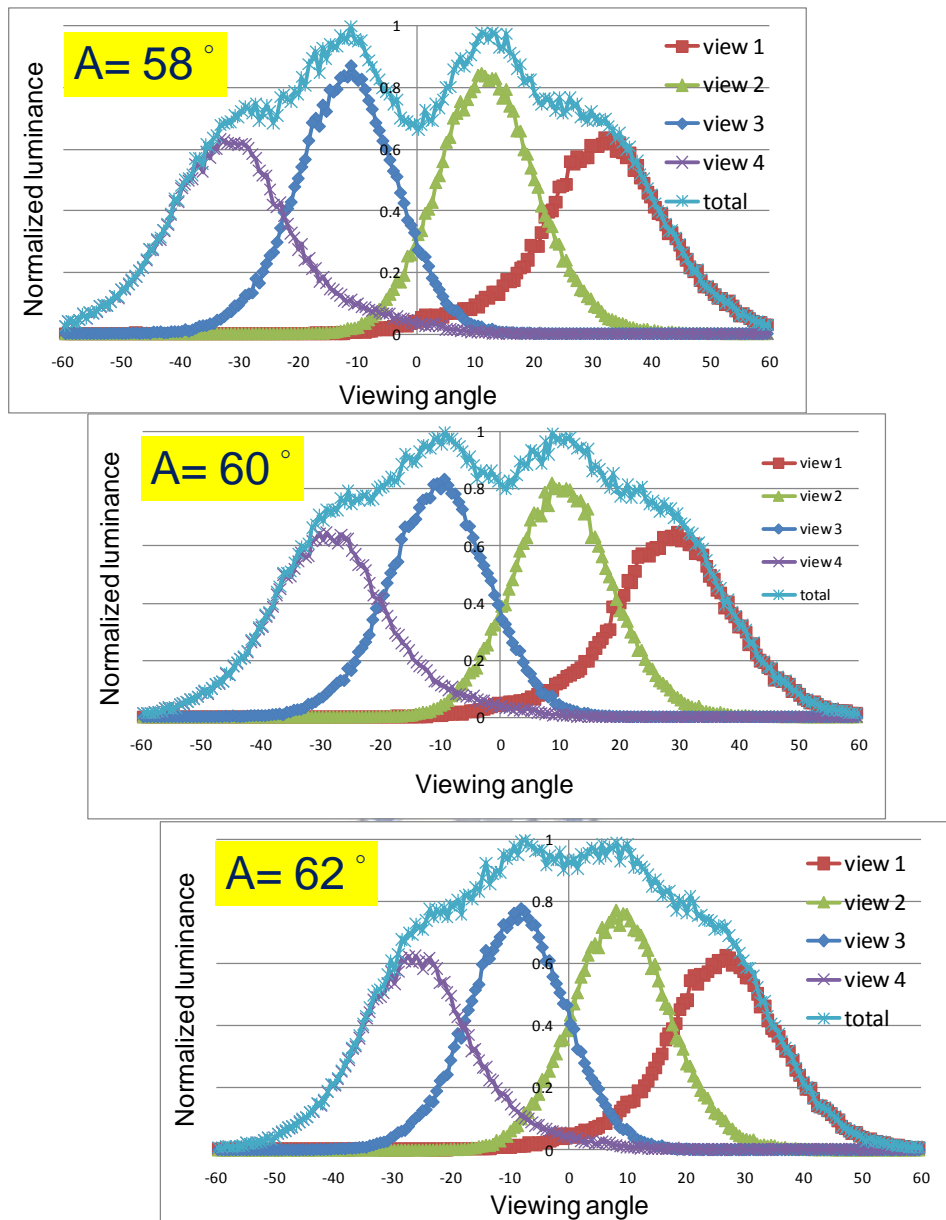 A= 58°
Normalized luminance
1
0.8
0.6
0.4
0.2
0
-60 -50 -40 -30 -20 -10 0 10 20 30 40 50 60
Viewing angle
view 1
view 2
view 3
view 4
total
A= 60°
Normalized luminance
1
0.8
0.6
0.4
0.2
0
-60 -50 -40 -30 -20 -10 0 10 20 30 40 50 60
Viewing angle
view 1
view 2
view 3
view 4
total
A= 62°
Normalized luminance
1
0.8
0.6
0.4
0.2
0
-60 -50 -40 -30 -20 -10 0 10 20 30 40 50 60
Viewing angle
view 1
view 2
view 3
view 4
total